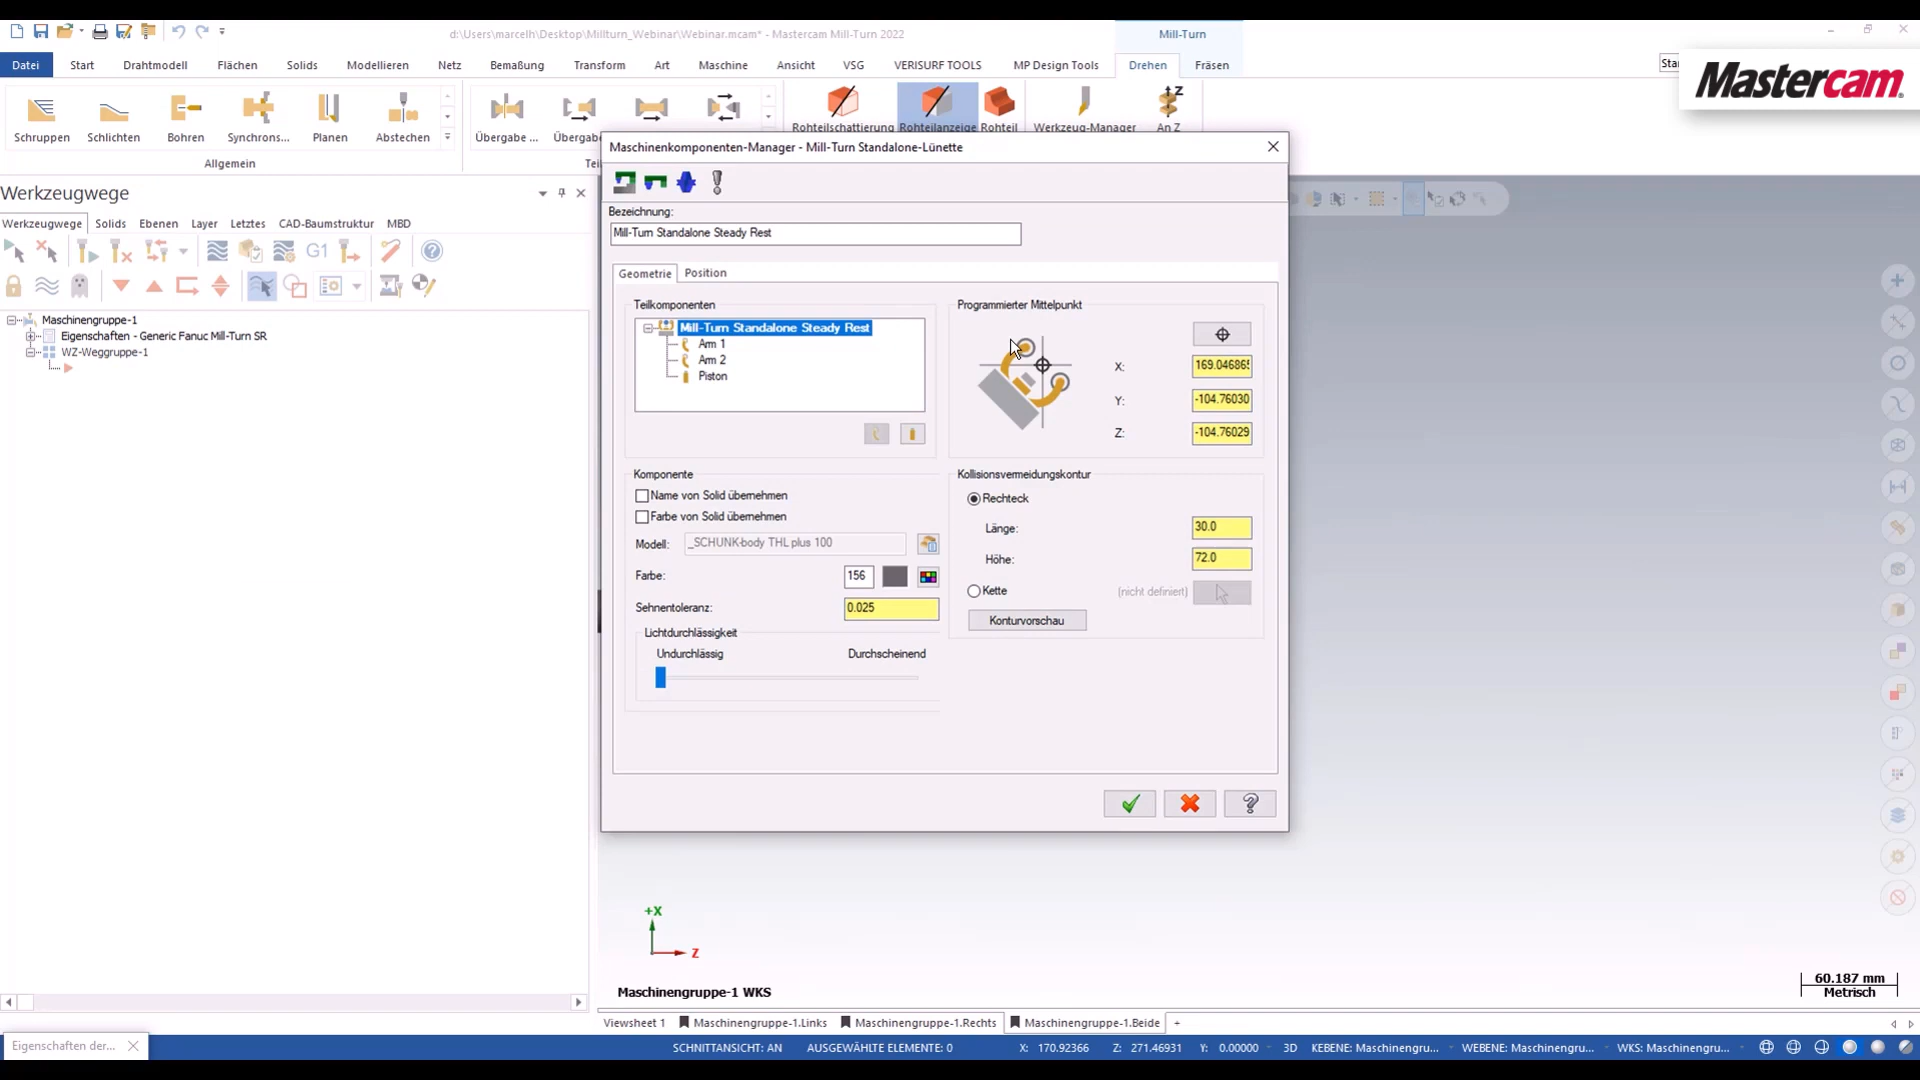 d:\Users\marcelh\Desktop\Millturn_Webinar\Webinar.mcam* - Mastercam Mill-Turn 2022
Mill-Turn
Datei Start Drahtmodell Flächen Solids Modellieren Netz Bemaßung Transform Art Maschine Ansicht VSG VERISURF TOOLS MP Design Tools Drehen Fräsen
Mastercam
Schruppen Schlichten Bohren Synchrons... Planen Abstechen Übergabe ... Rohteilschattierung Rohteilanzeige Rohteil Werkzeug-Manager An Z
Allgemein
Maschinenkomponenten-Manager - Mill-Turn Standalone-Lünette
Werkzeugwege
Werkzeugwege Solids Ebenen Layer Letztes CAD-Baumstruktur MBD
G1
Maschinengruppe-1
Eigenschaften - Generic Fanuc Mill-Turn SR
WZ-Weggruppe-1
Bezeichnung:
Mill-Turn Standalone Steady Rest
Geometrie Position
Teilkomponenten
Mill-Turn Standalone Steady Rest
Arm 1
Arm 2
Piston
Programmierter Mittelpunkt
X: 169.04686
Y: -104.76030
Z: -104.76029
Komponente
Name von Solid übernehmen
Farbe von Solid übernehmen
Modell: _SCHUNK-body THL plus 100
Farbe: 156
Sehnentoleranz: 0.025
Lichtdurchlässigkeit
Undurchlässig Durchscheinend
Kollisionsvermeidungskontur
Rechteck
Länge: 30.0
Höhe: 72.0
Kette (nicht definiert)
Konturvorschau
+X
Z
Maschinengruppe-1 WKS
60.187 mm
Metrisch
Viewsheet 1 Maschinengruppe-1.Links Maschinengruppe-1.Rechts Maschinengruppe-1.Beide +
Eigenschaften der...
SCHNITTANSICHT: AN AUSGEWÄHLTE ELEMENTE: 0 X: 170.92366 Z: 271.46931 Y: 0.00000 3D KEBENE: Maschinengru... WEBENE: Maschinengru... WKS: Maschinengru...